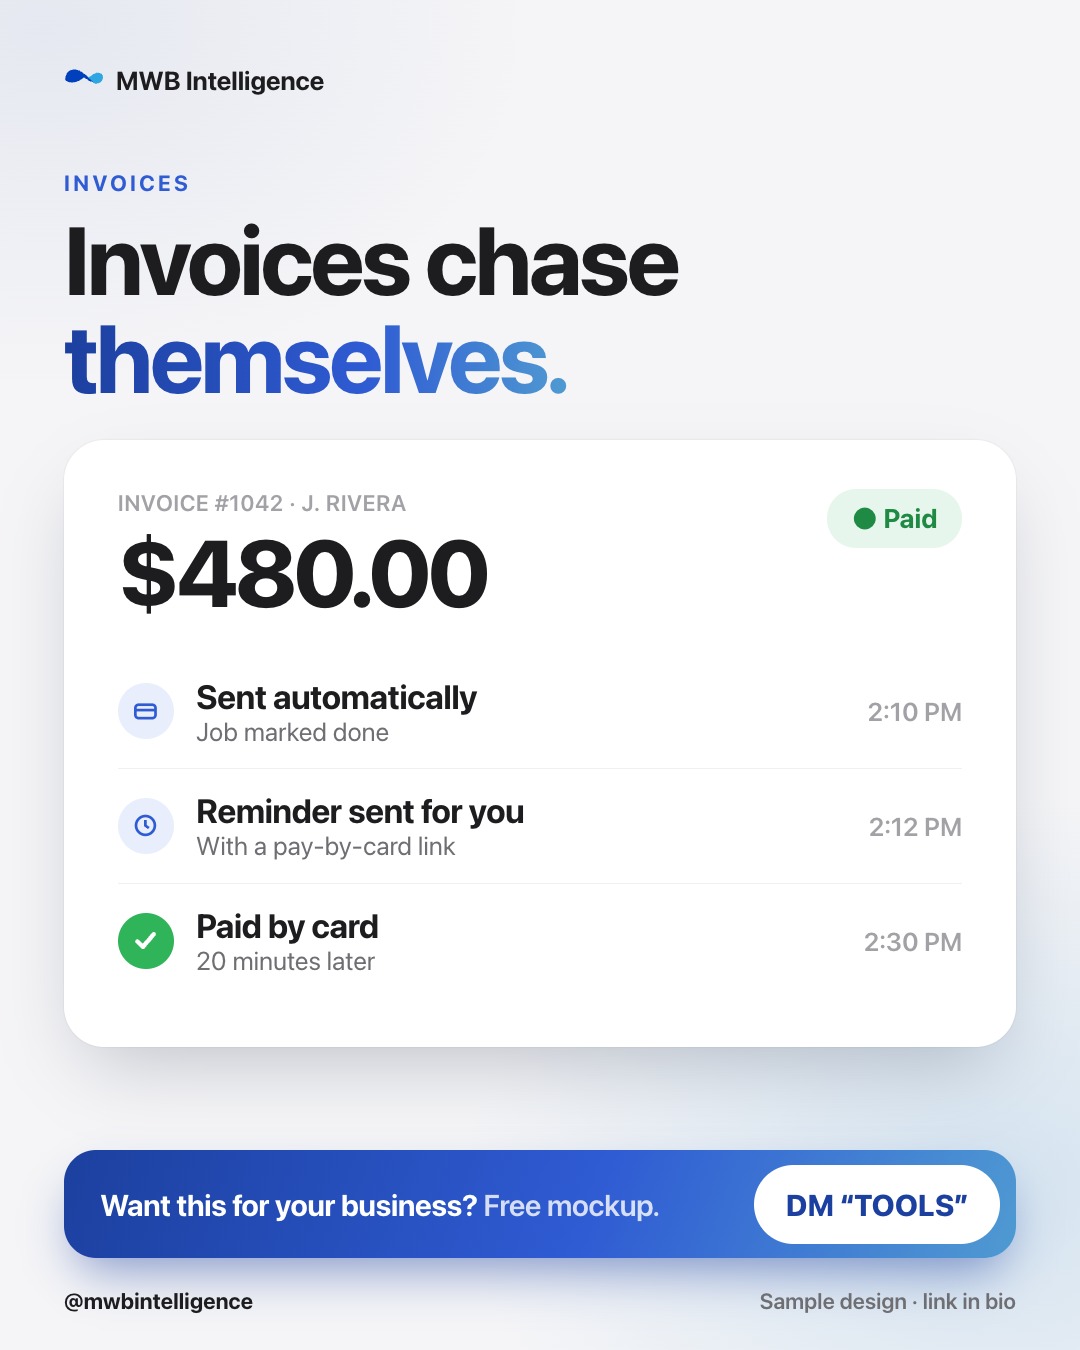 MWB Intelligence
INVOICES
Invoices chase
themselves.
INVOICE #1042 · J. RIVERA
Paid
$480.00
Sent automatically
Job marked done
2:10 PM
Reminder sent for you
With a pay-by-card link
2:12 PM
Paid by card
20 minutes later
2:30 PM
Want this for your business? Free mockup.
DM “TOOLS”
@mwbintelligence
Sample design · link in bio